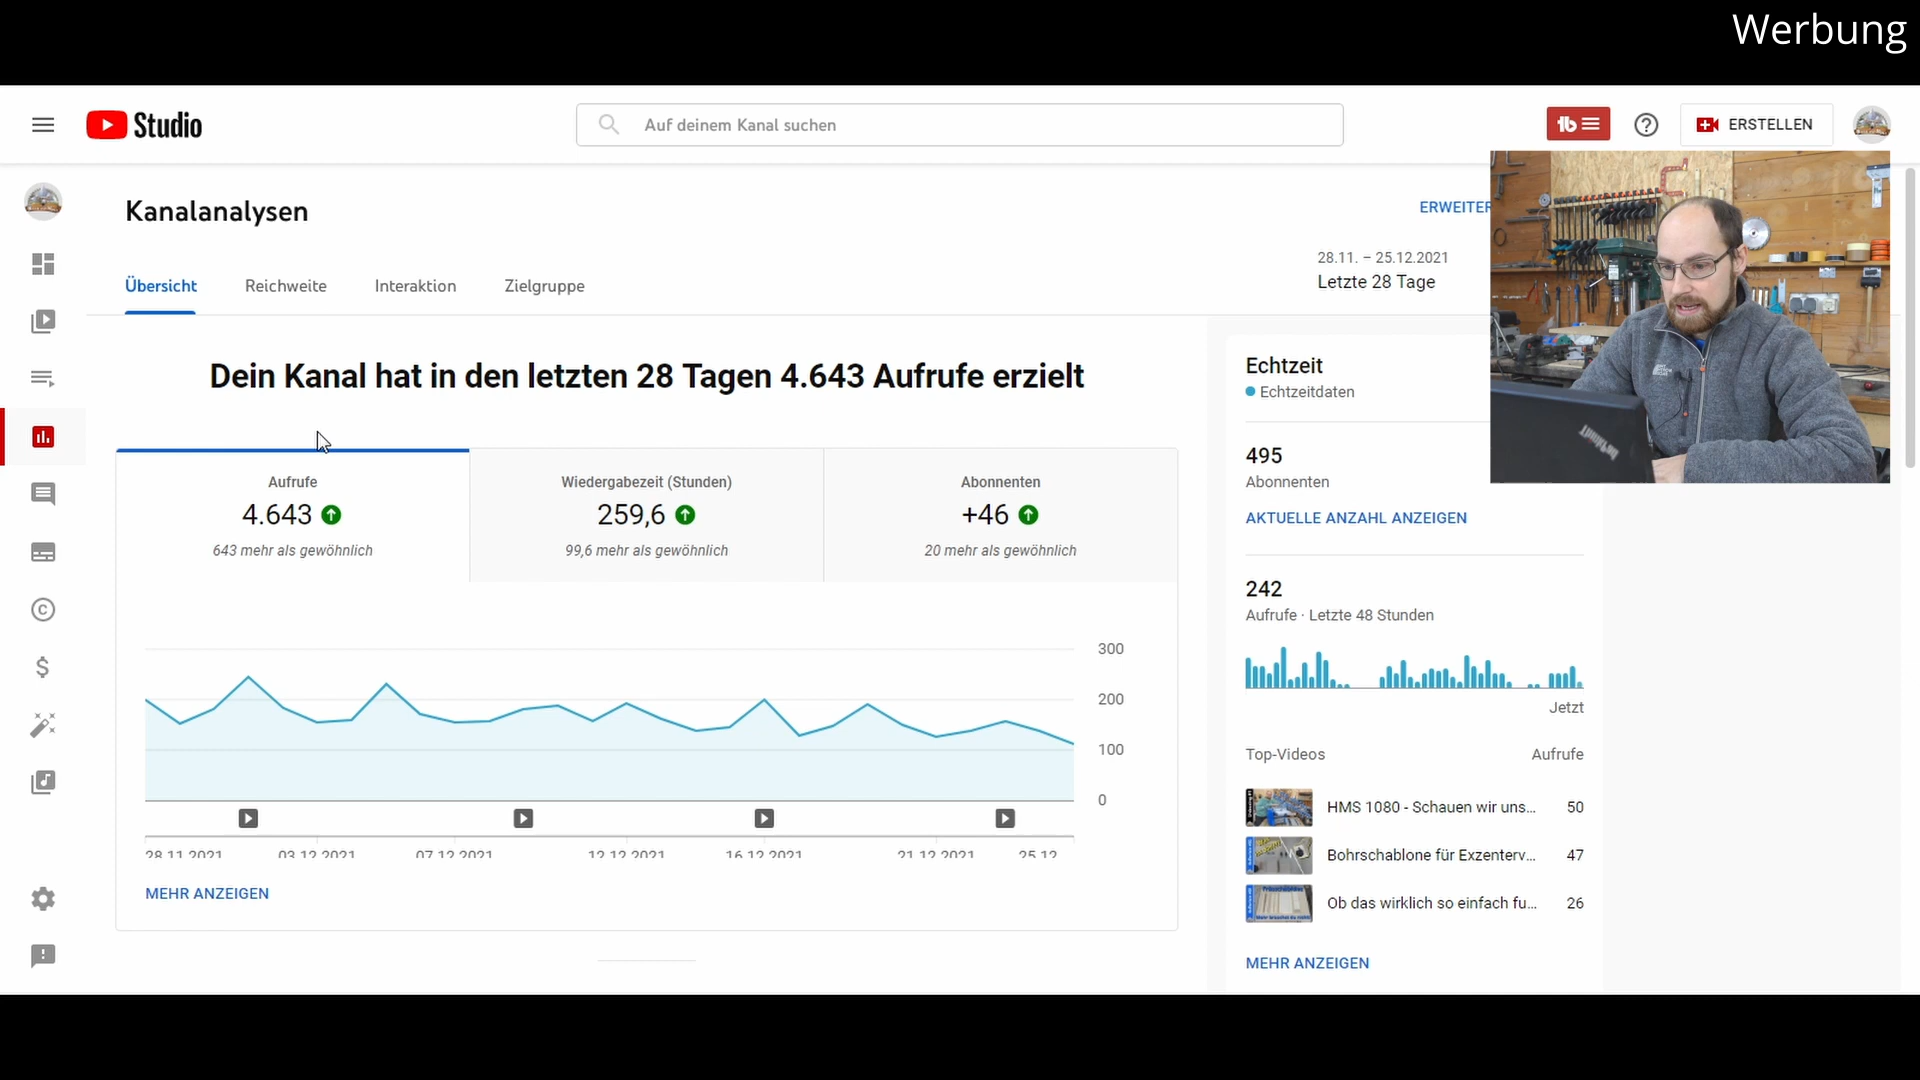 Werbung
Studio
Auf deinem Kanal suchen
ERSTELLEN
Kanalanalysen
ERWEITER
28.11. – 25.12.2021
Letzte 28 Tage
Übersicht
Reichweite
Interaktion
Zielgruppe
Dein Kanal hat in den letzten 28 Tagen 4.643 Aufrufe erzielt
Aufrufe
4.643
643 mehr als gewöhnlich
Wiedergabezeit (Stunden)
259,6
99,6 mehr als gewöhnlich
Abonnenten
+46
20 mehr als gewöhnlich
300
200
100
0
28.11.2021
03.12.2021
07.12.2021
12.12.2021
16.12.2021
21.12.2021
25.12.
MEHR ANZEIGEN
Echtzeit
Echtzeitdaten
495
Abonnenten
AKTUELLE ANZAHL ANZEIGEN
242
Aufrufe · Letzte 48 Stunden
Jetzt
Top-Videos
Aufrufe
HMS 1080 - Schauen wir uns...
50
Bohrschablone für Exzenterv...
47
Ob das wirklich so einfach fu...
26
MEHR ANZEIGEN